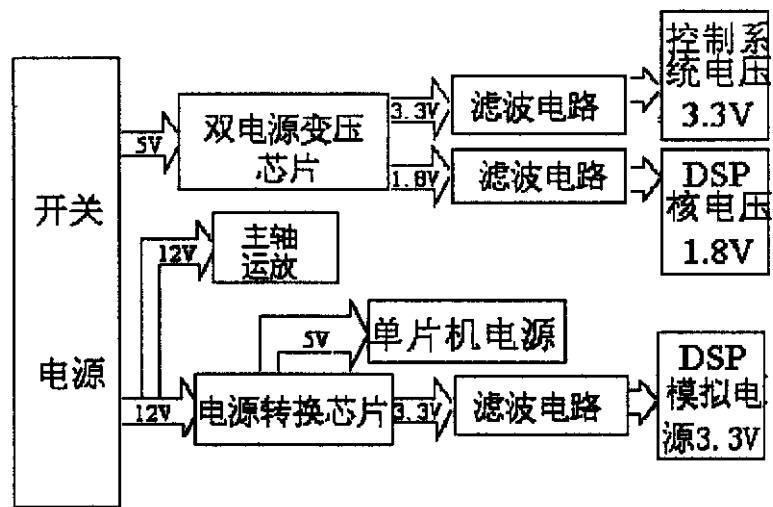 开关
电源
5V
双电源变压
芯片
3.3V
滤波电路
控制系
统电压
3.3V
1.8V
滤波电路
DSP
核电压
1.8V
12V
主轴
运放
12V
电源转换芯片
5V
单片机电源
3.3V
滤波电路
DSP
模拟电
源3.3V